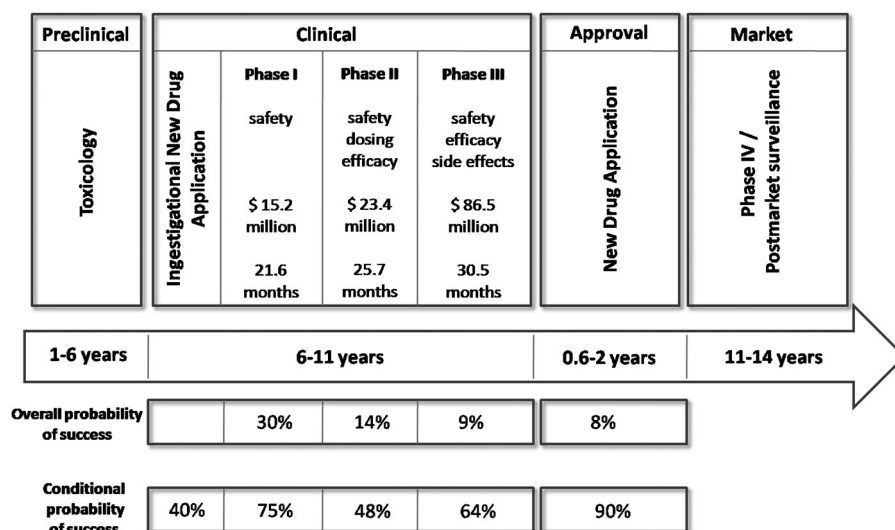 Preclinical
Clinical
Approval
Market
Toxicology
Ingestigational New Drug
Application
Phase I
safety
$ 15.2
million
21.6
months
Phase II
safety
dosing
efficacy
$ 23.4
million
25.7
months
Phase III
safety
efficacy
side effects
$ 86.5
million
30.5
months
New Drug Application
Phase IV /
Postmarket surveillance
1-6 years
6-11 years
0.6-2 years
11-14 years
Overall probability
of success
30%
14%
9%
8%
Conditional
probability
of success
40%
75%
48%
64%
90%